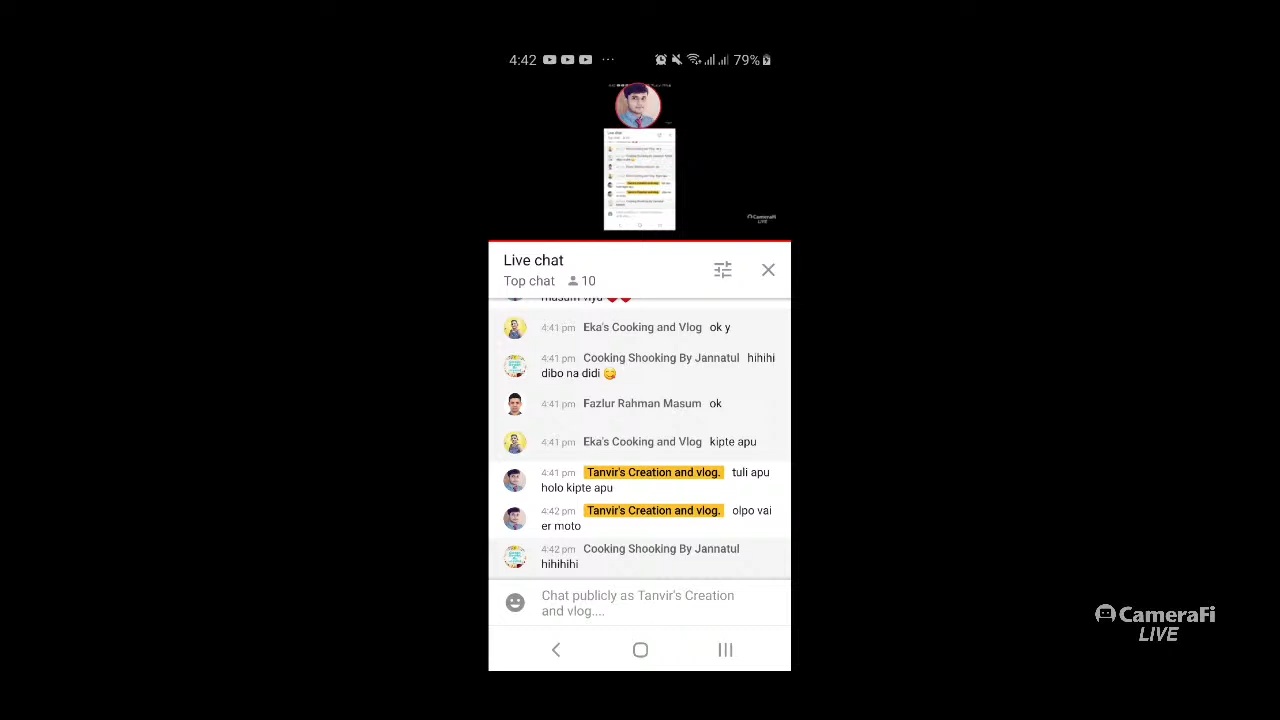 4:42 ... 79%
CameraFi
LIVE
Live chat
Top chat 10
masum viya
4:41 pm Eka's Cooking and Vlog ok y
4:41 pm Cooking Shooking By Jannatul hihihi
dibo na didi
4:41 pm Fazlur Rahman Masum ok
4:41 pm Eka's Cooking and Vlog kipte apu
4:41 pm Tanvir's Creation and vlog. tuli apu
holo kipte apu
4:42 pm Tanvir's Creation and vlog. olpo vai
er moto
4:42 pm Cooking Shooking By Jannatul
hihihihi
Chat publicly as Tanvir's Creation
and vlog....
CameraFi
LIVE